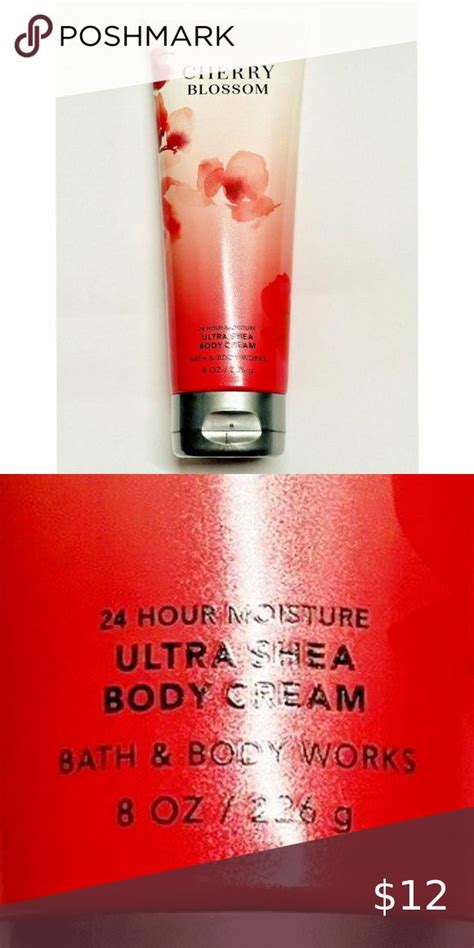 POSHMARK
CHERRY
BLOSSOM
24 HOUR MOISTURE
ULTRA SHEA
BODY CREAM
BATH & BODY WORKS
8 OZ / 226 g
24 HOUR MOISTURE
ULTRA SHEA
BODY CREAM
BATH & BODY WORKS
8 OZ / 226 g
$12